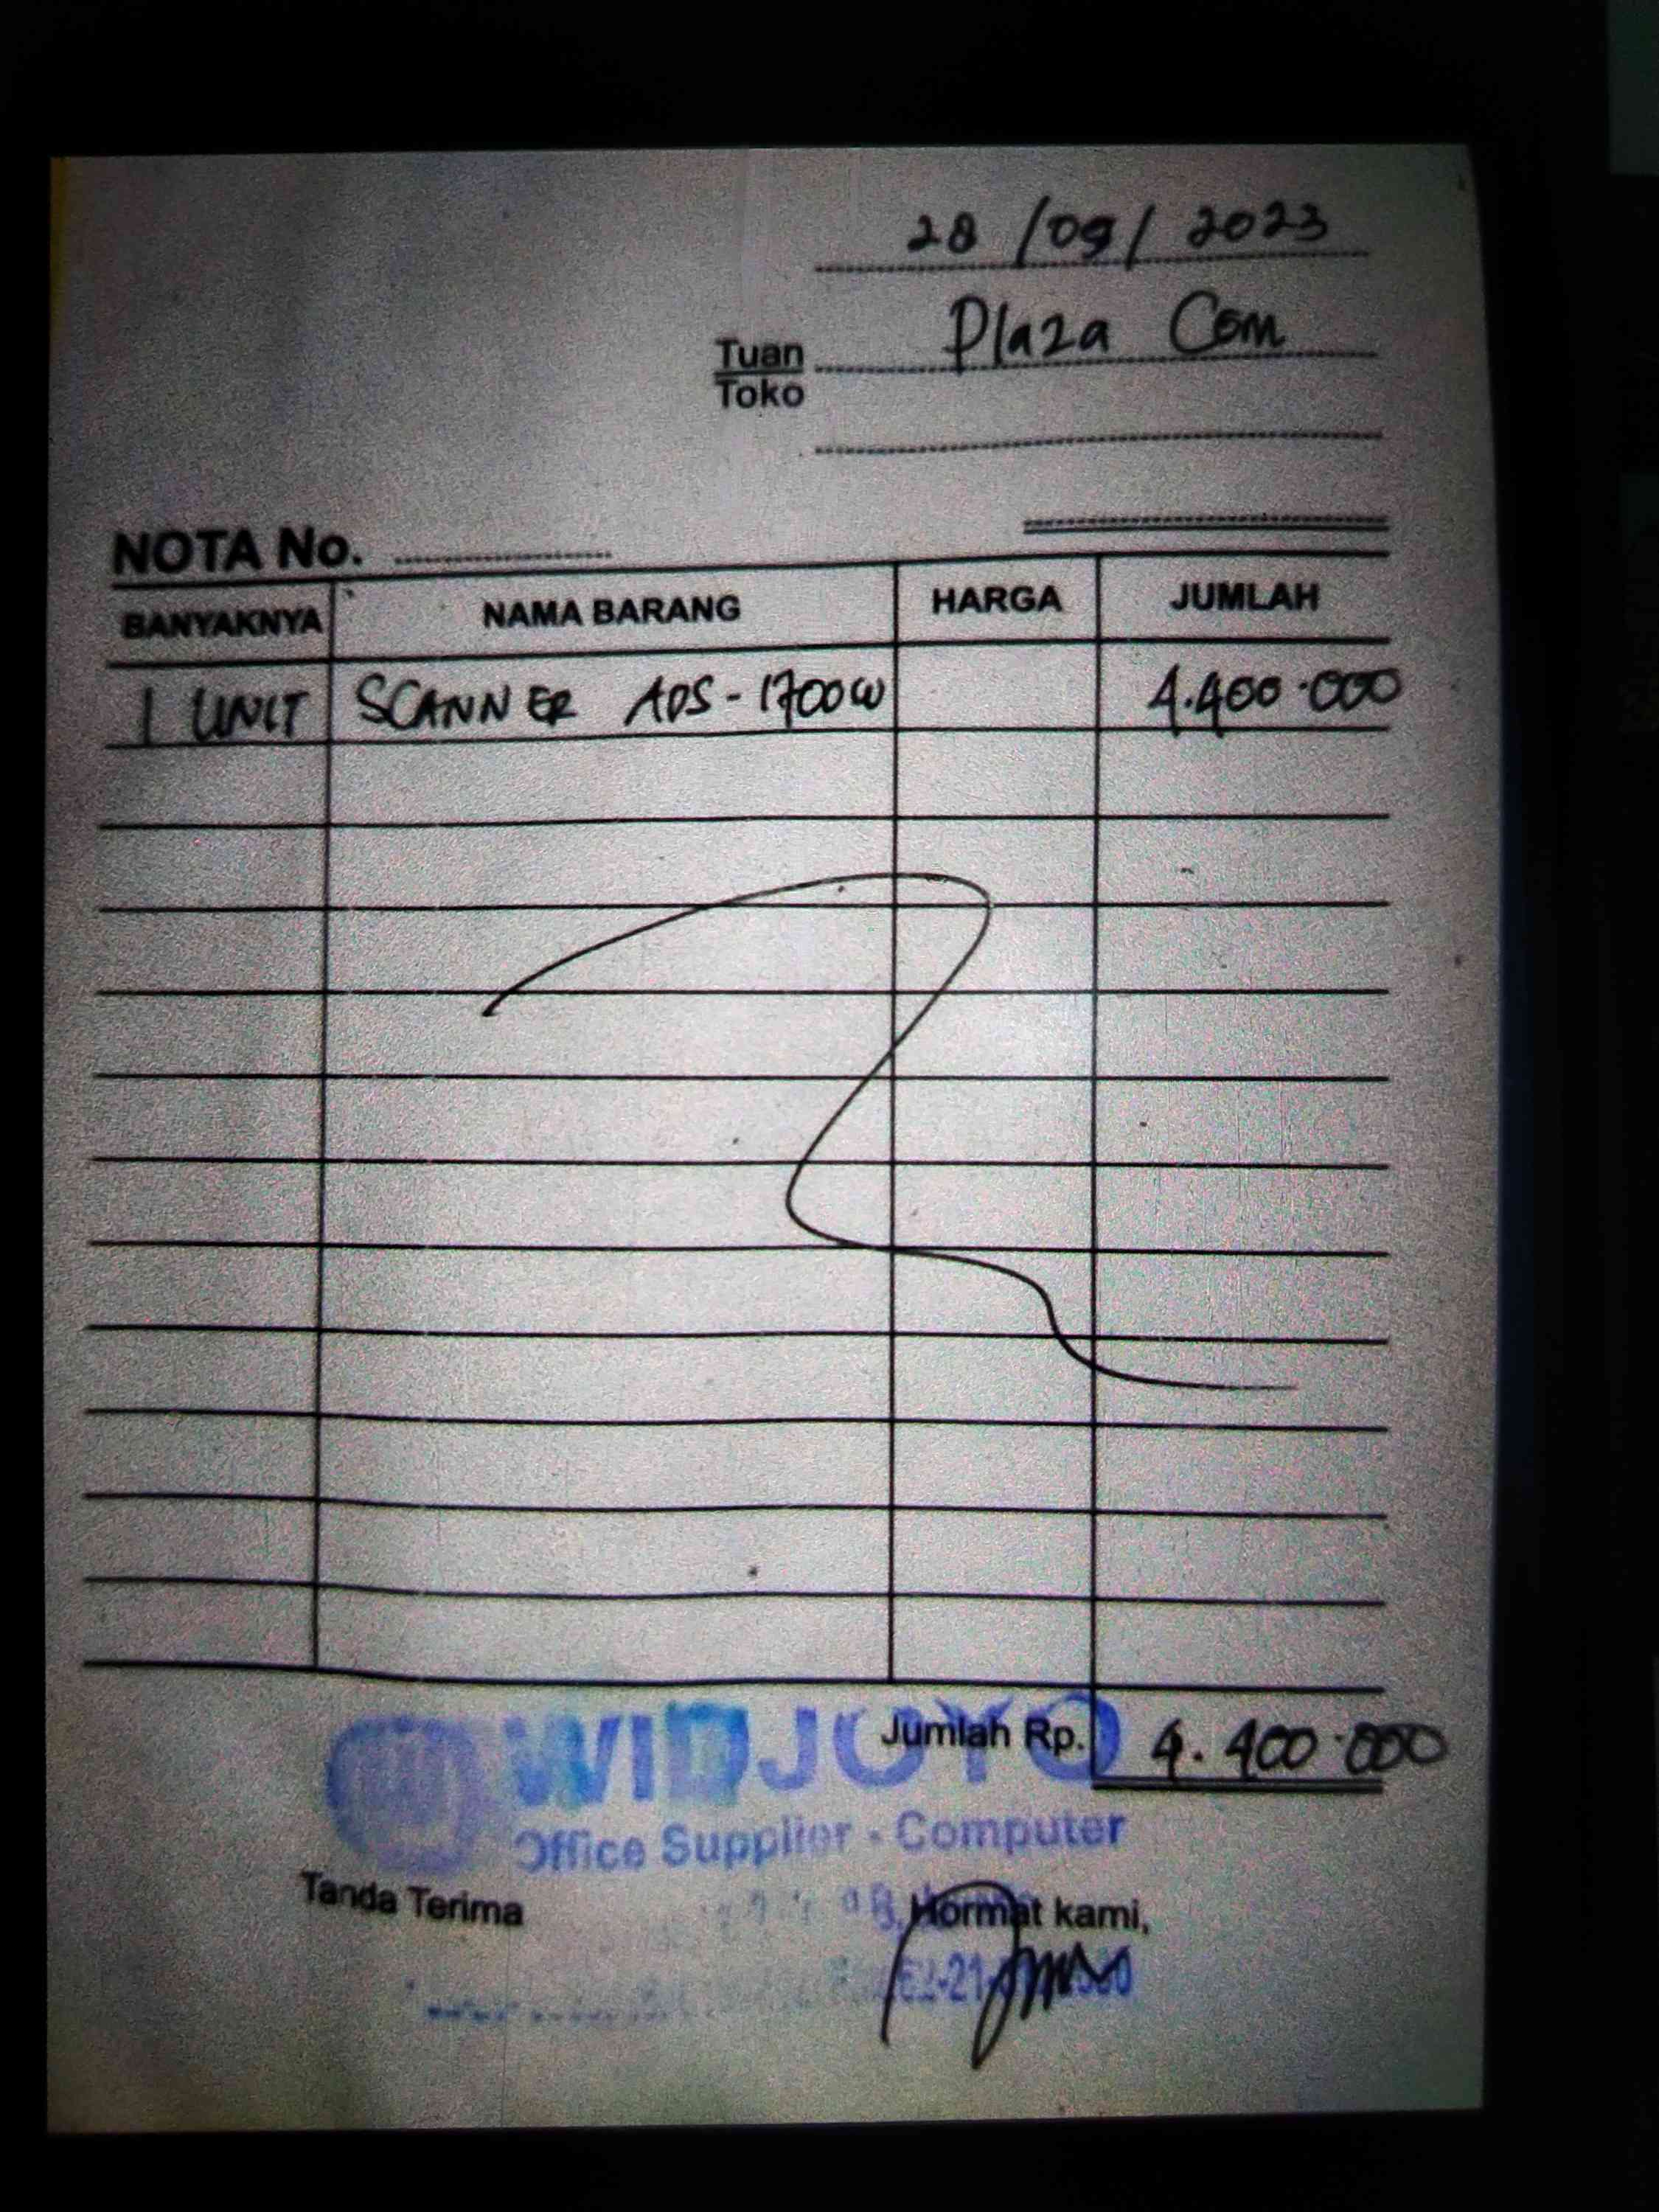 28/09/2023
Tuan Plaza Com
Toko
NOTA No.
BANYAKNYA NAMA BARANG HARGA JUMLAH
1 UNIT SCANNER ADS-1700W 4.400.000
WIDJOYO
Jumlah Rp. 4.400.000
Office Supplier - Computer
Tanda Terima Hormat kami,